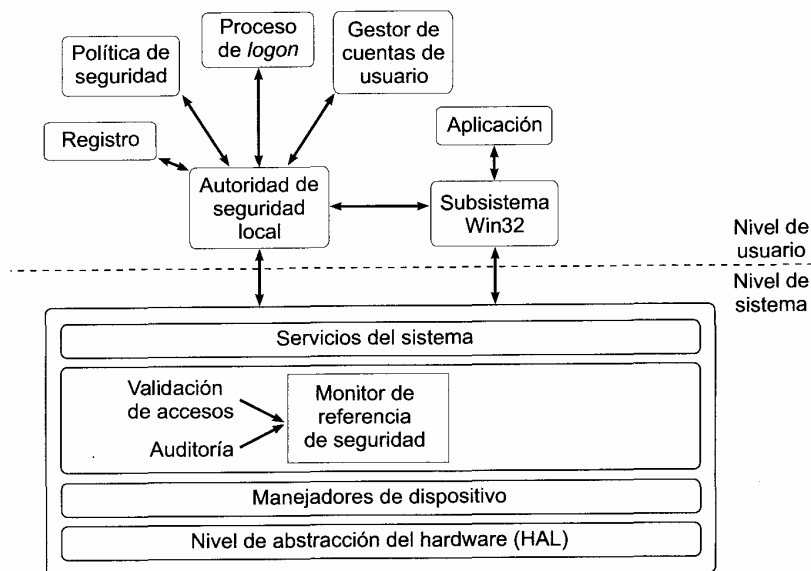 Política de
seguridad
Proceso
de logon
Gestor de
cuentas de
usuario
Registro
Aplicación
Autoridad de
seguridad
local
Subsistema
Win32
Nivel de
usuario
Nivel de
sistema
Servicios del sistema
Validación
de accesos
Auditoría
Monitor de
referencia
de seguridad
Manejadores de dispositivo
Nivel de abstracción del hardware (HAL)